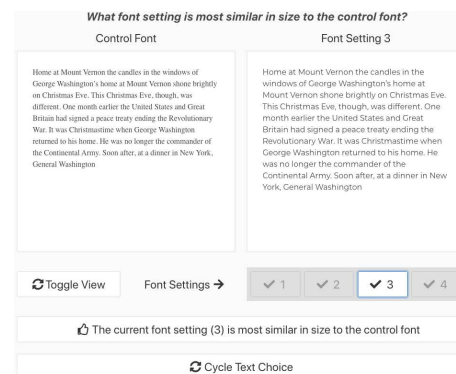 What font setting is most similar in size to the control font?
Control Font
Font Setting 3
Home at Mount Vernon the candles in the windows of
George Washington's home at Mount Vernon shone brightly
on Christmas Eve. This Christmas Eve, though, was
different. One month earlier the United States and Great
Britain had signed a peace treaty ending the Revolutionary
War. It was Christmastime when George Washington
returned to his home. He was no longer the commander of
the Continental Army. Soon after, at a dinner in New York,
General Washington
Home at Mount Vernon the candles in the
windows of George Washington's home at
Mount Vernon shone brightly on Christmas Eve.
This Christmas Eve, though, was different. One
month earlier the United States and Great
Britain had signed a peace treaty ending the
Revolutionary War. It was Christmastime when
George Washington returned to his home. He
was no longer the commander of the
Continental Army. Soon after, at a dinner in New
York, General Washington
Toggle View
Font Settings →
✓ 1
✓ 2
✓ 3
✓ 4
The current font setting (3) is most similar in size to the control font
Cycle Text Choice